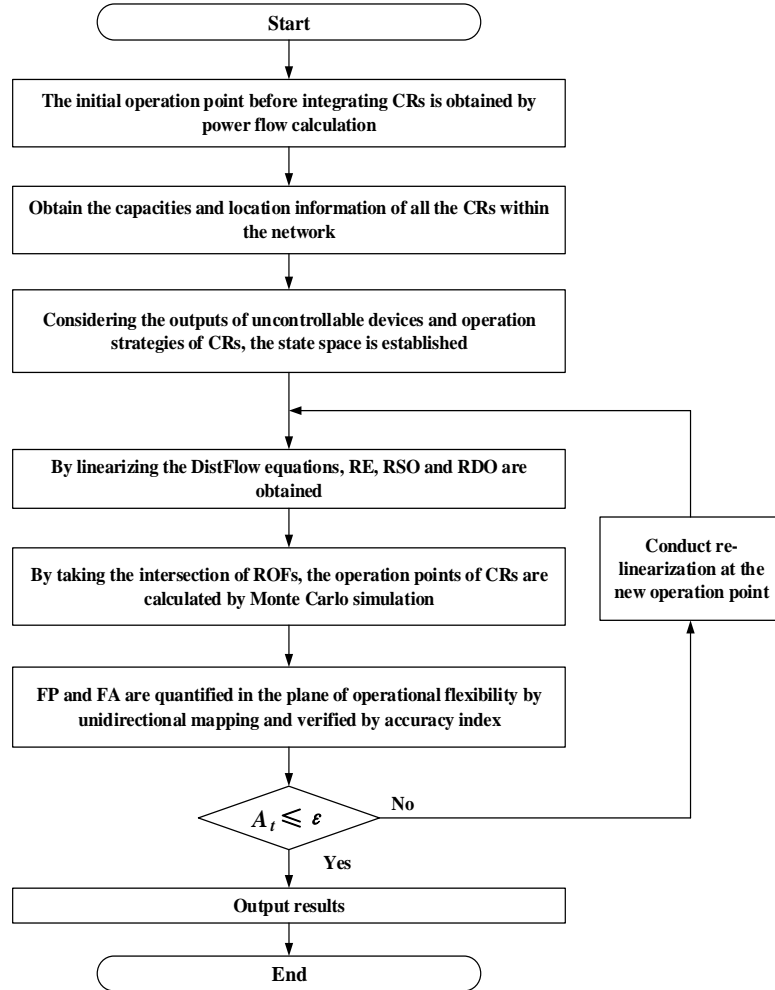 Start
The initial operation point before integrating CRs is obtained by
power flow calculation
Obtain the capacities and location information of all the CRs within
the network
Considering the outputs of uncontrollable devices and operation
strategies of CRs, the state space is established
By linearizing the DistFlow equations, RE, RSO and RDO are
obtained
Conduct re-
linearization at the
new operation point
By taking the intersection of ROFs, the operation points of CRs are
calculated by Monte Carlo simulation
FP and FA are quantified in the plane of operational flexibility by
unidirectional mapping and verified by accuracy index
No
A_t ≤ ε
Yes
Output results
End